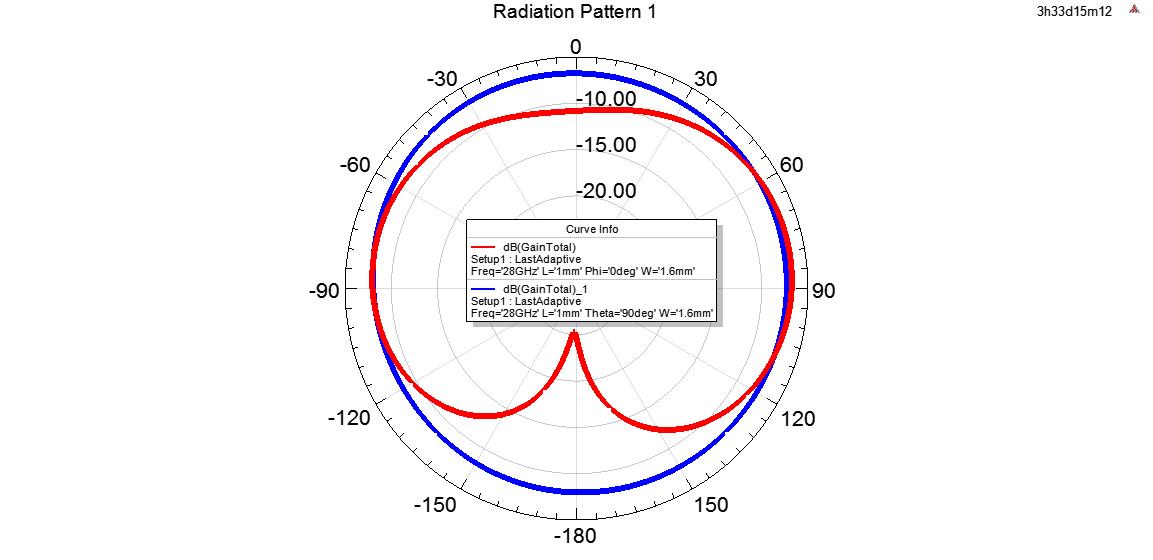 Radiation Pattern 1
3h33d15m12
0
-30
30
-10.00
-15.00
-60
60
-20.00
Curve Info
dB(GainTotal)
Setup1 : LastAdaptive
Freq='28GHz' L='1mm' Phi='0deg' W='1.6mm'
-90
90
dB(GainTotal)_1
Setup1 : LastAdaptive
Freq='28GHz' L='1mm' Theta='90deg' W='1.6mm'
-120
120
-150
150
-180